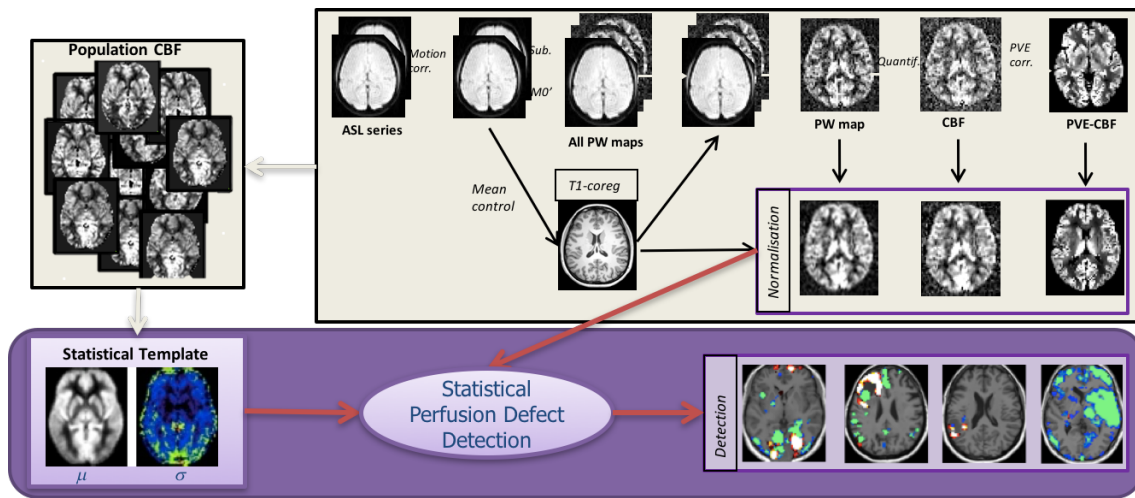 Population CBF
Motion
corr.
Sub.
M0'
Quantif.
PVE
corr.
ASL series
All PW maps
PW map
CBF
PVE-CBF
Mean
control
T1-coreg
Normalisation
Statistical Template
μ
σ
Statistical
Perfusion Defect
Detection
Detection